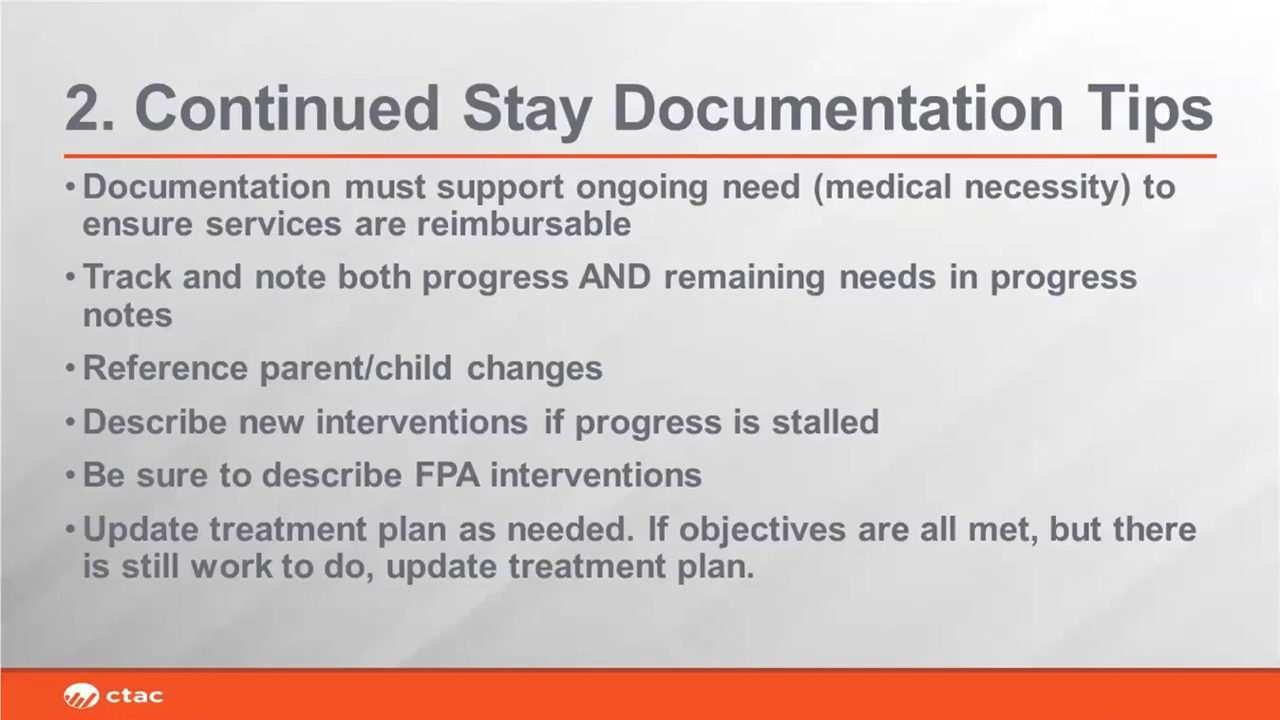 2. Continued Stay Documentation Tips
• Documentation must support ongoing need (medical necessity) to
ensure services are reimbursable
• Track and note both progress AND remaining needs in progress
notes
• Reference parent/child changes
• Describe new interventions if progress is stalled
• Be sure to describe FPA interventions
• Update treatment plan as needed. If objectives are all met, but there
is still work to do, update treatment plan.
ctac